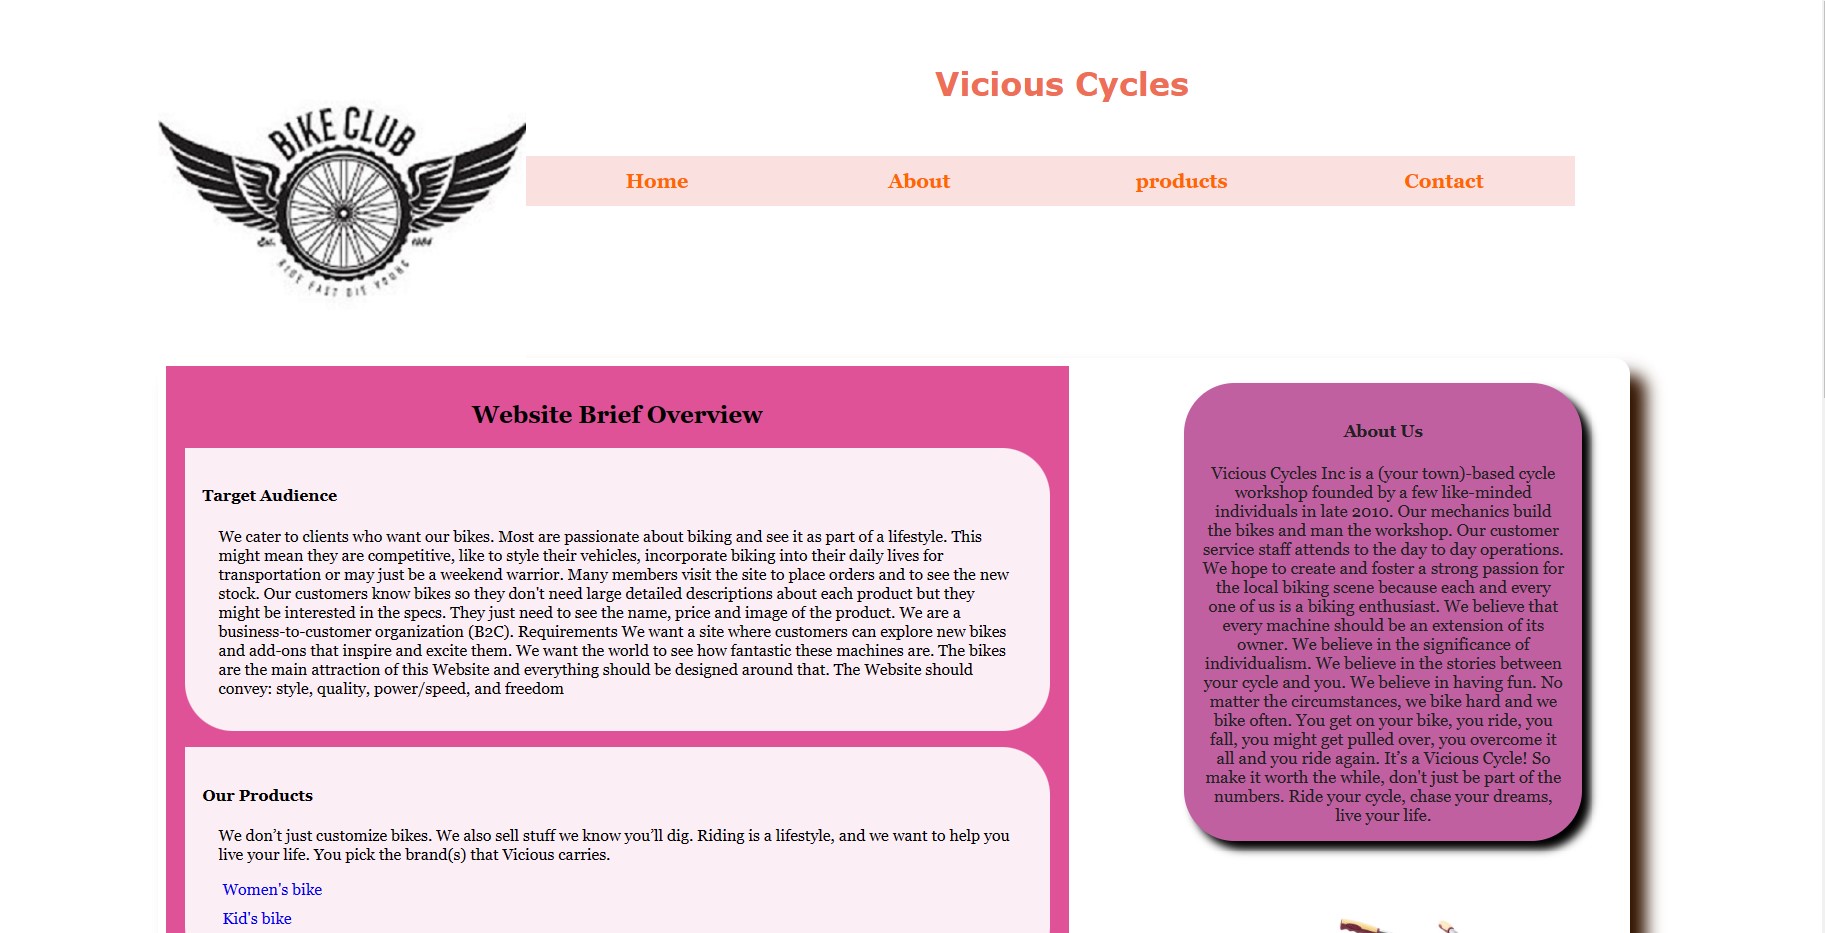 Vicious Cycles
BIKE CLUB
Est. 1984
RIDE FAST DIE YOUNG
Home About products Contact
Website Brief Overview
Target Audience
We cater to clients who want our bikes. Most are passionate about biking and see it as part of a lifestyle. This
might mean they are competitive, like to style their vehicles, incorporate biking into their daily lives for
transportation or may just be a weekend warrior. Many members visit the site to place orders and to see the new
stock. Our customers know bikes so they don't need large detailed descriptions about each product but they
might be interested in the specs. They just need to see the name, price and image of the product. We are a
business-to-customer organization (B2C). Requirements We want a site where customers can explore new bikes
and add-ons that inspire and excite them. We want the world to see how fantastic these machines are. The bikes
are the main attraction of this Website and everything should be designed around that. The Website should
convey: style, quality, power/speed, and freedom
Our Products
We don’t just customize bikes. We also sell stuff we know you’ll dig. Riding is a lifestyle, and we want to help you
live your life. You pick the brand(s) that Vicious carries.
Women's bike
Kid's bike
About Us
Vicious Cycles Inc is a (your town)-based cycle
workshop founded by a few like-minded
individuals in late 2010. Our mechanics build
the bikes and man the workshop. Our customer
service staff attends to the day to day operations.
We hope to create and foster a strong passion for
the local biking scene because each and every
one of us is a biking enthusiast. We believe that
every machine should be an extension of its
owner. We believe in the significance of
individualism. We believe in the stories between
your cycle and you. We believe in having fun. No
matter the circumstances, we bike hard and we
bike often. You get on your bike, you ride, you
fall, you might get pulled over, you overcome it
all and you ride again. It’s a Vicious Cycle! So
make it worth the while, don't just be part of the
numbers. Ride your cycle, chase your dreams,
live your life.